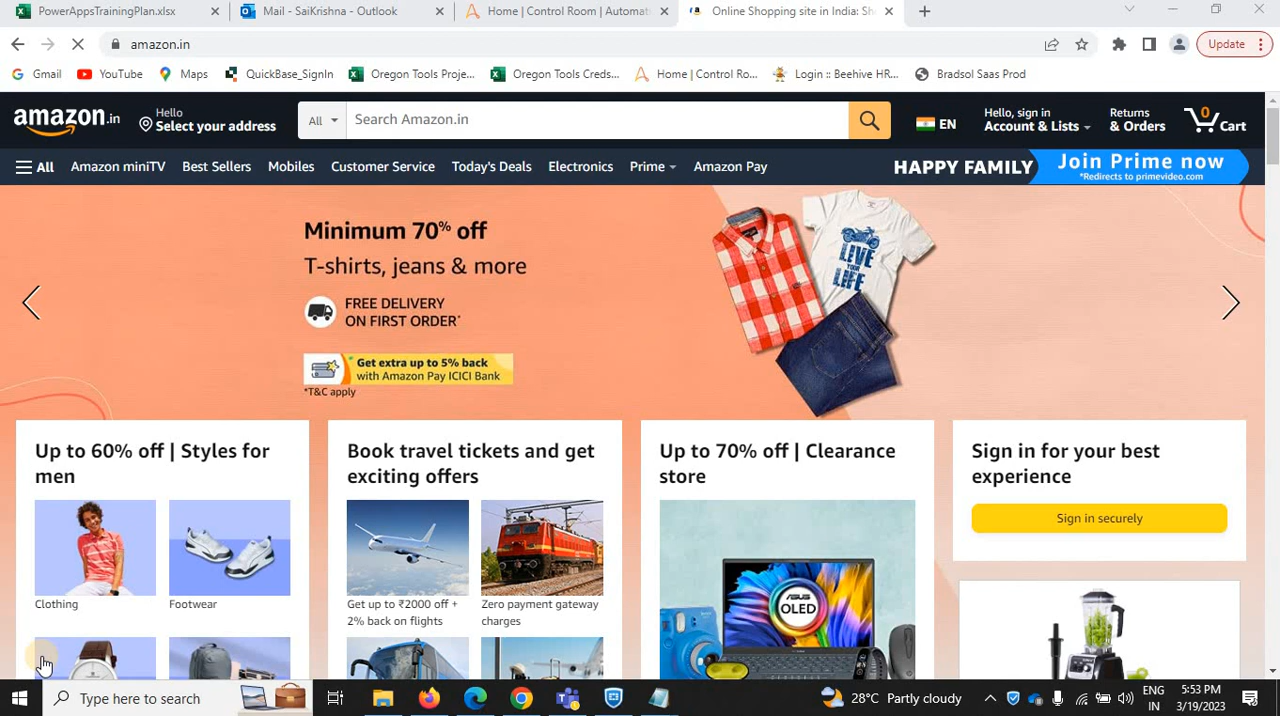 PowerAppsTrainingPlan.xlsx
Mail - SaiKrishna - Outlook
Home | Control Room | Automat
Online Shopping site in India: Sh
amazon.in
Update
Gmail
YouTube
Maps
QuickBase_SignIn
Oregon Tools Proje...
Oregon Tools Creds...
Home | Control Ro...
Login :: Beehive HR...
Bradsol Saas Prod
amazon.in
Hello
Select your address
All
Search Amazon.in
EN
Hello, sign in
Account & Lists
Returns
& Orders
0
Cart
All
Amazon miniTV
Best Sellers
Mobiles
Customer Service
Today's Deals
Electronics
Prime
Amazon Pay
HAPPY FAMILY
Join Prime now
*Redirects to primevideo.com
Minimum 70% off
T-shirts, jeans & more
FREE DELIVERY
ON FIRST ORDER*
Get extra up to 5% back
with Amazon Pay ICICI Bank
*T&C apply
LIVE
YOUR
LIFE
Up to 60% off | Styles for
men
Clothing
Footwear
Book travel tickets and get
exciting offers
Get up to ₹2000 off +
2% back on flights
Zero payment gateway
charges
Up to 70% off | Clearance
store
ASUS
OLED
Sign in for your best
experience
Sign in securely
Type here to search
28°C Partly cloudy
ENG
IN
5:53 PM
3/19/2023